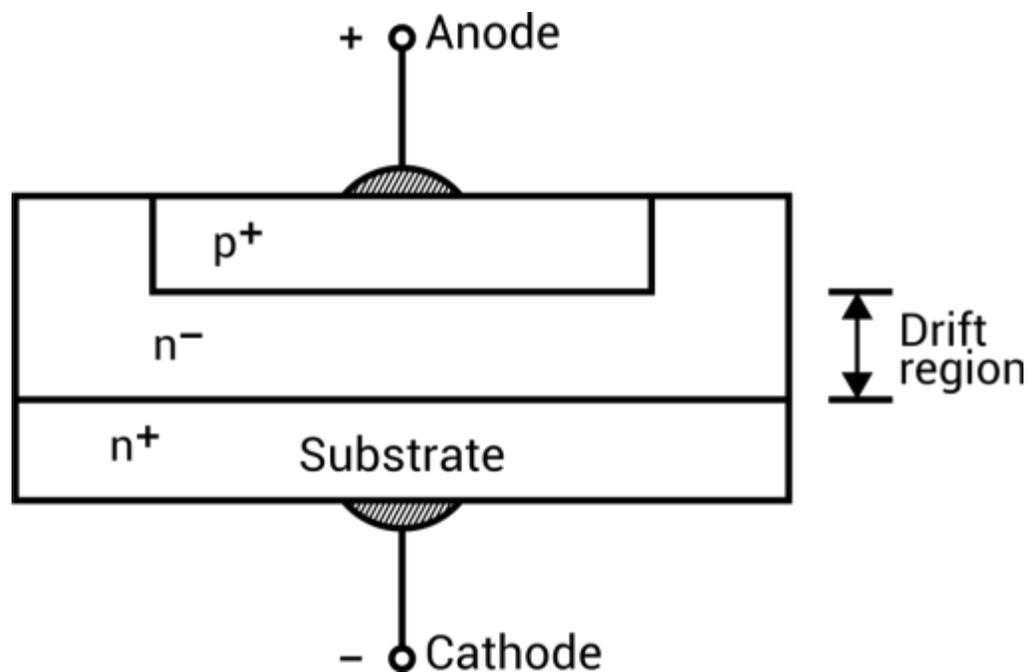 + Anode
p+
n−
Drift
region
n+ Substrate
− Cathode